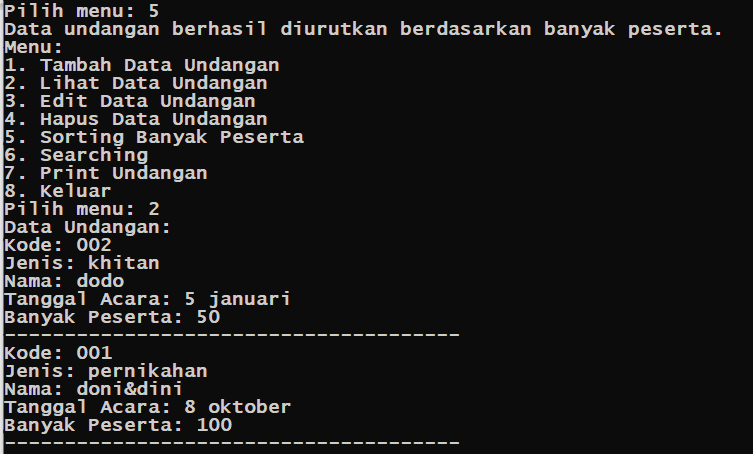 Pilih menu: 5
Data undangan berhasil diurutkan berdasarkan banyak peserta.
Menu:
1. Tambah Data Undangan
2. Lihat Data Undangan
3. Edit Data Undangan
4. Hapus Data Undangan
5. Sorting Banyak Peserta
6. Searching
7. Print Undangan
8. Keluar
Pilih menu: 2
Data Undangan:
Kode: 002
Jenis: khitan
Nama: dodo
Tanggal Acara: 5 januari
Banyak Peserta: 50
--------------------------------------
Kode: 001
Jenis: pernikahan
Nama: doni&dini
Tanggal Acara: 8 oktober
Banyak Peserta: 100
--------------------------------------